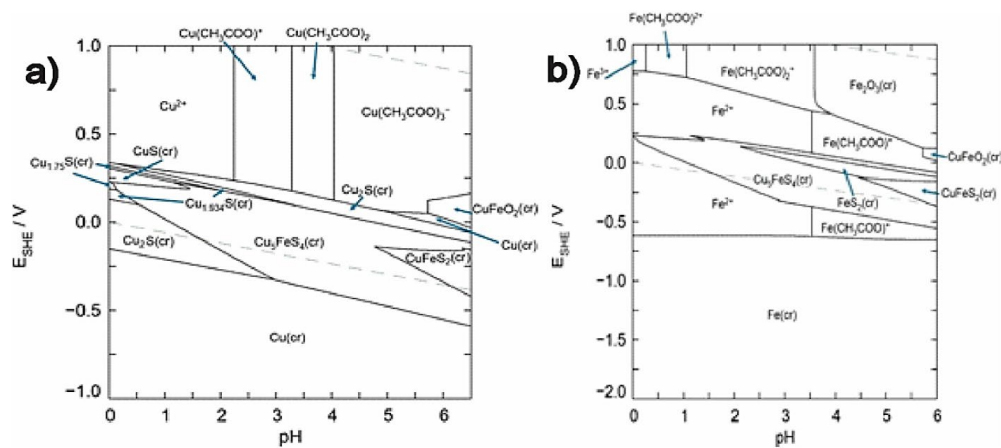 a)
Cu(CH₃COO)⁺
Cu(CH₃COO)₂
1.0
0.5
0.0
−0.5
−1.0
E_SHE / V
Cu²⁺
Cu(CH₃COO)₃⁻
CuS(cr)
Cu₁.₇₅S(cr)
Cu₁.₉₃₄S(cr)
Cu₂S(cr)
CuFeO₂(cr)
Cu(cr)
Cu₂S(cr)
Cu₅FeS₄(cr)
CuFeS₂(cr)
Cu(cr)
0 1 2 3 4 5 6
pH
b)
Fe(CH₃COO)²⁺
1.0
0.5
0.0
-0.5
-1.0
-1.5
-2.0
E_SHE / V
Fe³⁺
Fe(CH₃COO)₂⁺
Fe₂O₃(cr)
Fe²⁺
Fe(CH₃COO)⁺
CuFeO₂(cr)
Cu₅FeS₄(cr)
CuFeS₂(cr)
FeS₂(cr)
Fe²⁺
Fe(CH₃COO)⁺
Fe(cr)
0 1 2 3 4 5 6
pH